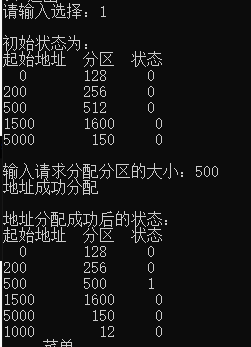 请输入选择：1
初始状态为：
起始地址 分区 状态
0 128 0
200 256 0
500 512 0
1500 1600 0
5000 150 0
输入请求分配分区的大小：500
地址成功分配
地址分配成功后的状态：
起始地址 分区 状态
0 128 0
200 256 0
500 500 1
1500 1600 0
5000 150 0
1000 12 0
菜单